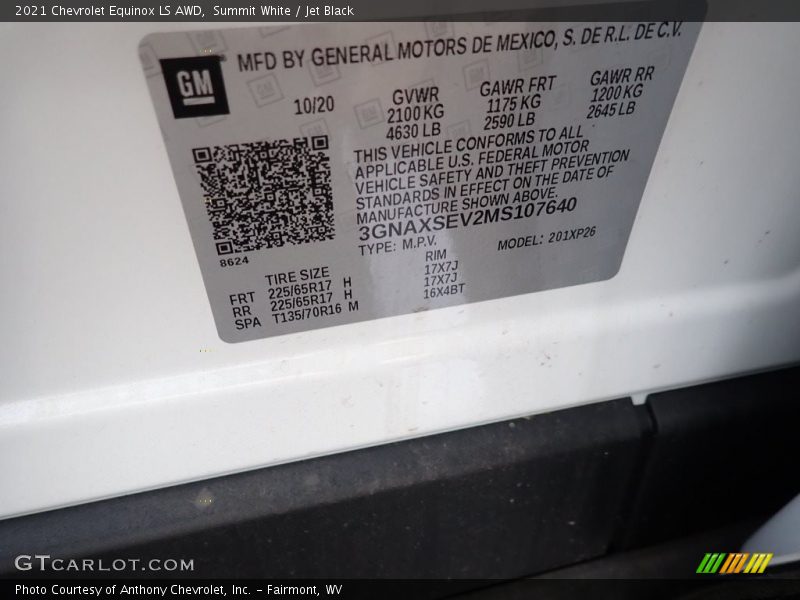 2021 Chevrolet Equinox LS AWD, Summit White / Jet Black
MFD BY GENERAL MOTORS DE MEXICO, S. DE R.L. DE C.V.
GM
10/20
GVWR
2100 KG
4630 LB
GAWR FRT
1175 KG
2590 LB
GAWR RR
1200 KG
2645 LB
THIS VEHICLE CONFORMS TO ALL
APPLICABLE U.S. FEDERAL MOTOR
VEHICLE SAFETY AND THEFT PREVENTION
STANDARDS IN EFFECT ON THE DATE OF
MANUFACTURE SHOWN ABOVE.
3GNAXSEV2MS107640
TYPE: M.P.V. MODEL: 201XP26
8624
TIRE SIZE RIM
FRT 225/65R17 H 17X7J
RR 225/65R17 H 17X7J
SPA T135/70R16 M 16X4BT
GTCARLOT.COM
Photo Courtesy of Anthony Chevrolet, Inc. – Fairmont, WV